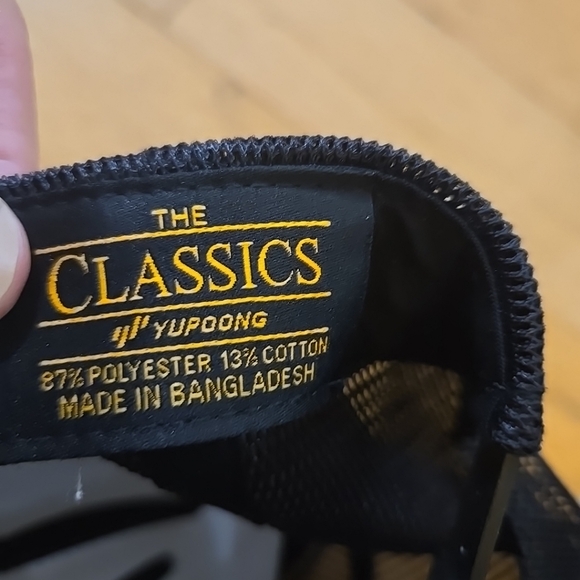 THE
CLASSICS
YUPOONG
87% POLYESTER 13% COTTON
MADE IN BANGLADESH